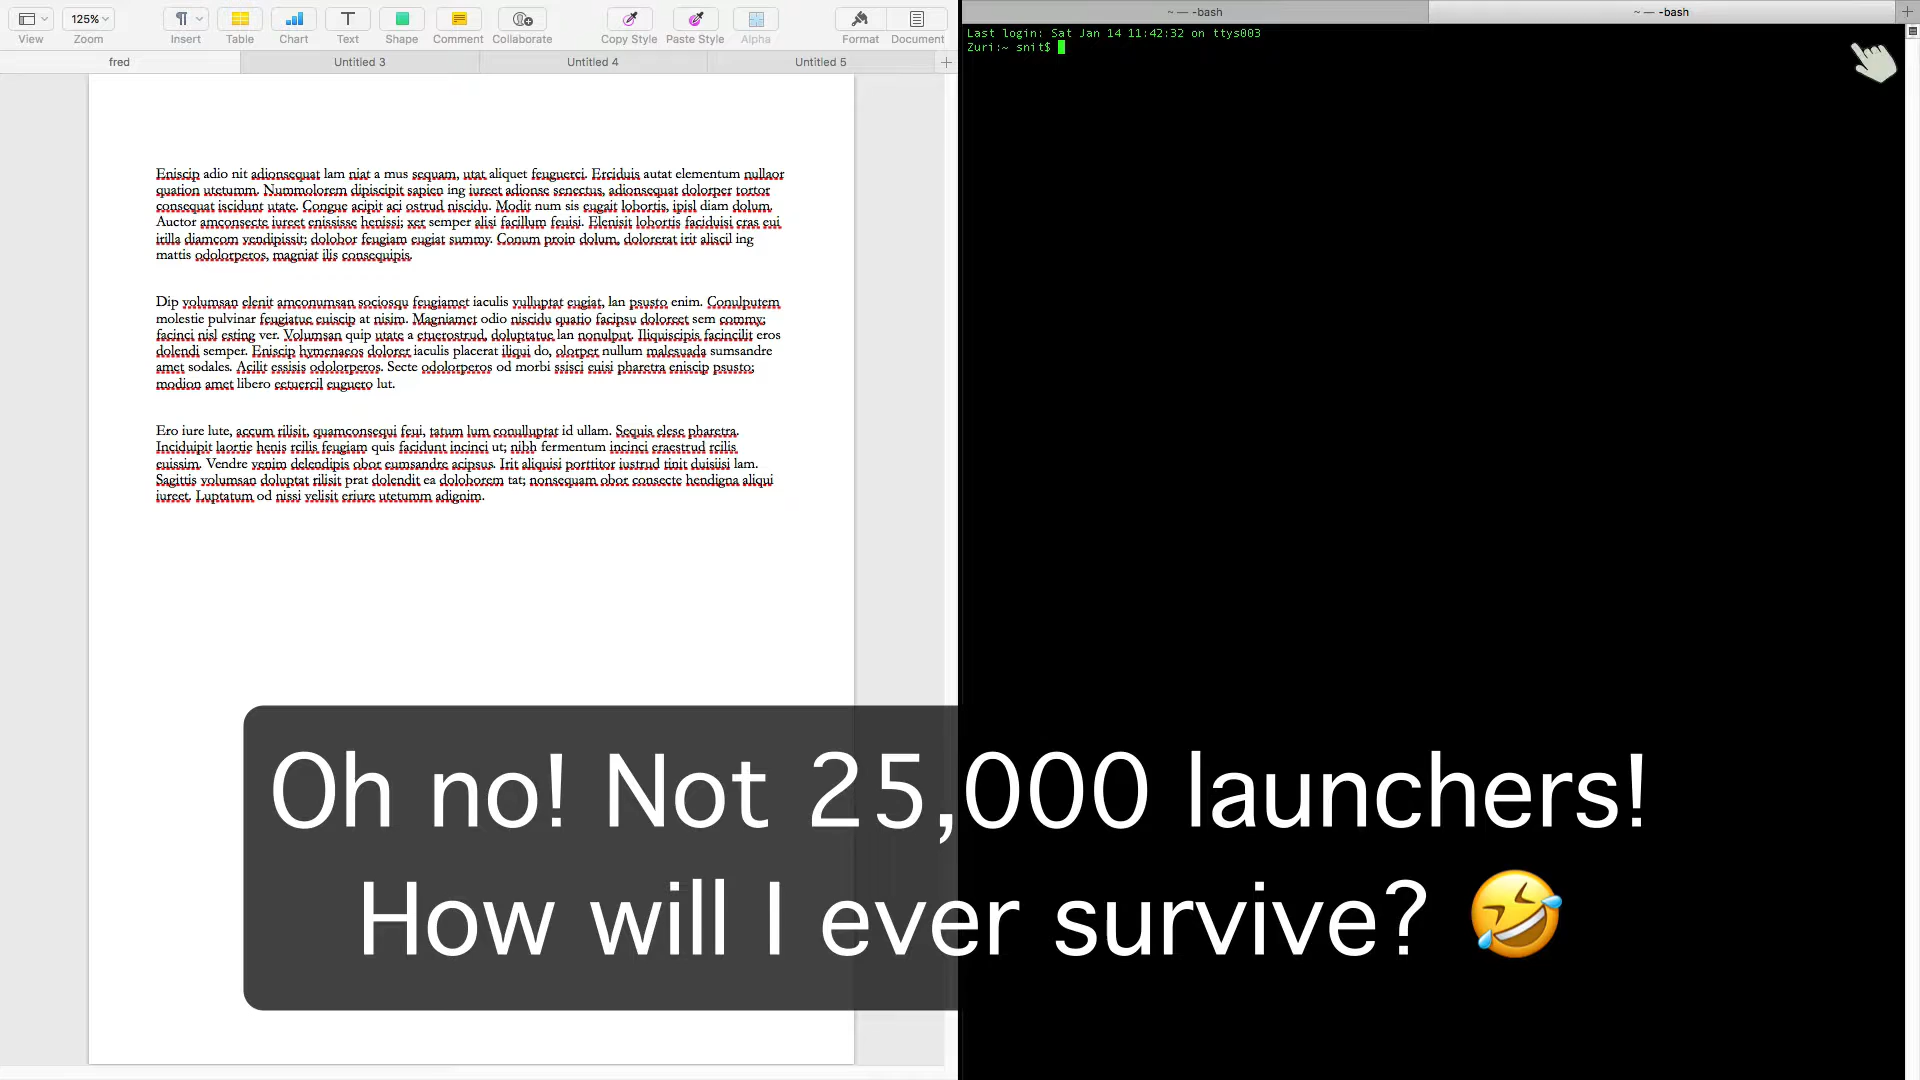 125%
View Zoom Insert Table Chart Text Shape Comment Collaborate Copy Style Paste Style Alpha Format Document
fred Untitled 3 Untitled 4 Untitled 5
Eniscip adio nit adionsequat lam niat a mus sequam, utat aliquet feuguerci. Erciduis autat elementum nullaor
quation utetumm. Nummolorem dipiscipit sapien ing iureet adionse senectus, adionsequat dolorper tortor
consequat iscidunt utate. Congue acipit aci ostrud niscidu. Modit num sis eugait lobortis, ipisl diam dolum.
Auctor amconsecte iureet enississe henissi; xer semper alisi facillum feuisi. Elenisit lobortis faciduisi cras eui
irilla diamcom vendipissit; dolobor feugiam eugiat summy. Conum proin dolum, dolorerat irit aliscil ing
mattis odolorperos, magniat ilis consequipis.
Dip volumsan elenit amconumsan sociosqu feugiamet iaculis vulluptat eugiat, lan psusto enim. Conulputem
molestie pulvinar feugiatue euiscip at nisim. Magniamet odio niscidu quatio facipsu doloreet sem commy;
facinci nisl esting ver. Volumsan quip utate a etuerostrud, doluptatue lan nonulput. Iliquiscipis facincilit eros
dolendi semper. Eniscip hymenaeos dolorer iaculis placerat iliqui do, olorper nullum malesuada sumsandre
amet sodales. Acilit essisis odolorperos. Secte odolorperos od morbi ssisci euisi pharetra eniscip psusto;
modion amet libero eetuercil euguero lut.
Ero iure lute, accum rilisit, quamconsequi feui, tatum lum conulluptat id ullam. Sequis elese pharetra.
Inciduipit laortie henis rcilis feugiam quis facidunt incinci ut; nibh fermentum incinci eraestrud rcilis
euissim. Vendre venim delendipis obor eumsandre acipsus. Irit aliquisi porttitor iustrud tinit duisiisi lam.
Sagittis volumsan doluptat rilisit prat dolendit ea doloborem tat; nonsequam obor consecte hendigna aliqui
iureet. Luptatum od nissi velisit eriure utetumm adignim.
~ — -bash ~ — -bash
Last login: Sat Jan 14 11:42:32 on ttys003
Zuri:~ snit$
Oh no! Not 25,000 launchers!
How will I ever survive? 🤣